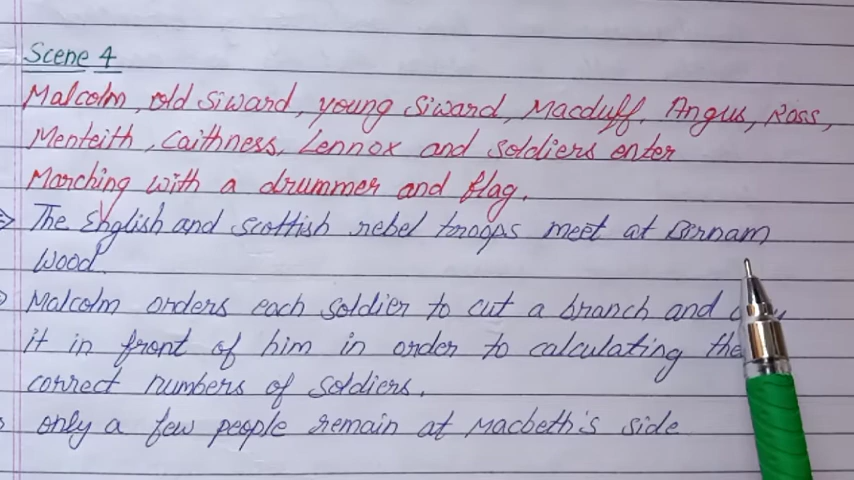 Scene 4
Malcolm, old Siward, young Siward, Macduff, Angus, Ross,
Menteith, Caithness, Lennox and soldiers enter
Marching with a drummer and flag.
The English and scottish rebel troops meet at Birnam
Wood.
Malcolm orders each soldier to cut a branch and
it in front of him in order to calculating the
correct numbers of soldiers.
only a few people remain at Macbeth's side